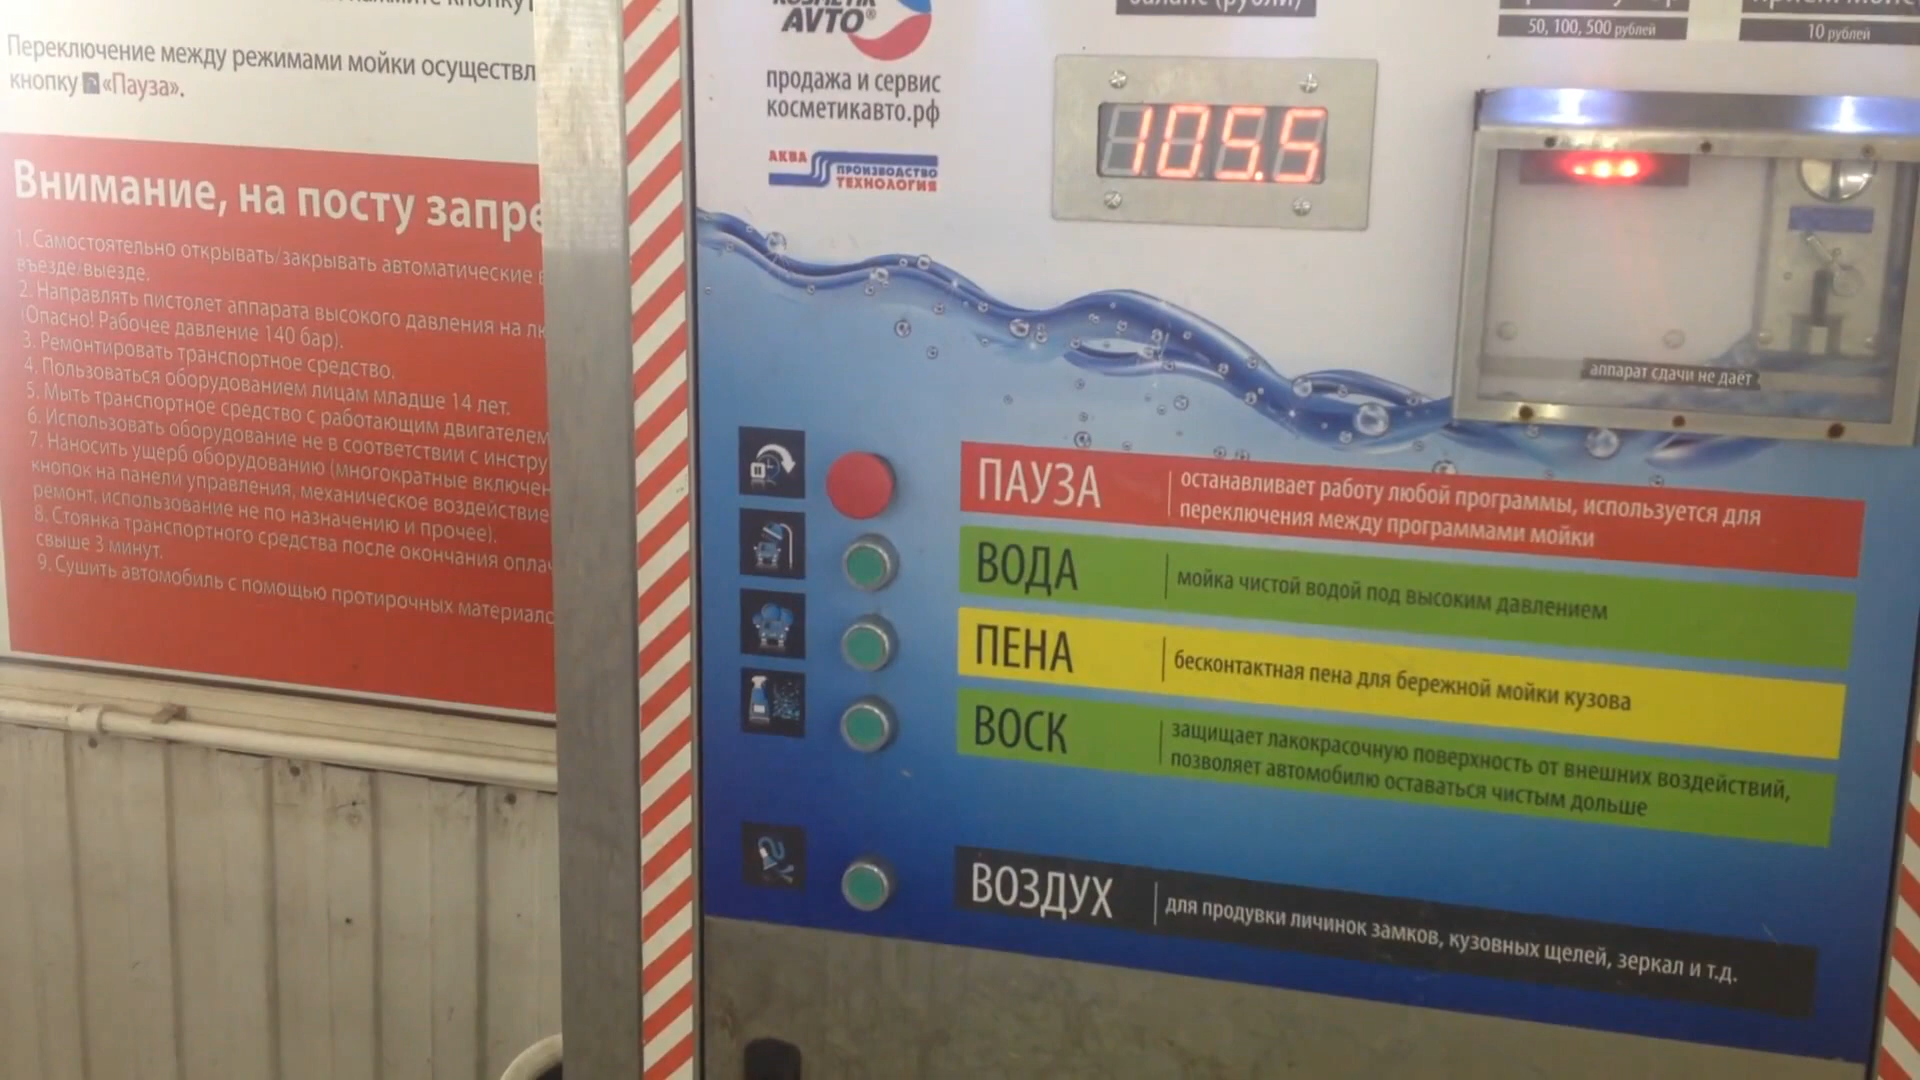 Переключение между режимами мойки осуществл
кнопку «Пауза».
Внимание, на посту запре
1. Самостоятельно открывать/закрывать автоматические в
въезде/выезде.
2. Направлять пистолет аппарата высокого давления на лю
(Опасно! Рабочее давление 140 бар).
3. Ремонтировать транспортное средство.
4. Пользоваться оборудованием лицам младше 14 лет.
5. Мыть транспортное средство с работающим двигателем
6. Использовать оборудование не в соответствии с инстру
7. Наносить ущерб оборудованию (многократные включен
кнопок на панели управления, механическое воздействие
ремонт, использование не по назначению и прочее).
8. Стоянка транспортного средства после окончания опла
свыше 3 минут.
9. Сушить автомобиль с помощью протирочных материало
AVTO®
продажа и сервис
косметикавто.рф
АКВА
ПРОИЗВОДСТВО
ТЕХНОЛОГИЯ
баланс (рубли)
105.5
50, 100, 500 рублей
10 рублей
аппарат сдачи не даёт
ПАУЗА
останавливает работу любой программы, используется для
переключения между программами мойки
ВОДА
мойка чистой водой под высоким давлением
ПЕНА
бесконтактная пена для бережной мойки кузова
ВОСК
защищает лакокрасочную поверхность от внешних воздействий,
позволяет автомобилю оставаться чистым дольше
ВОЗДУХ
для продувки личинок замков, кузовных щелей, зеркал и т.д.